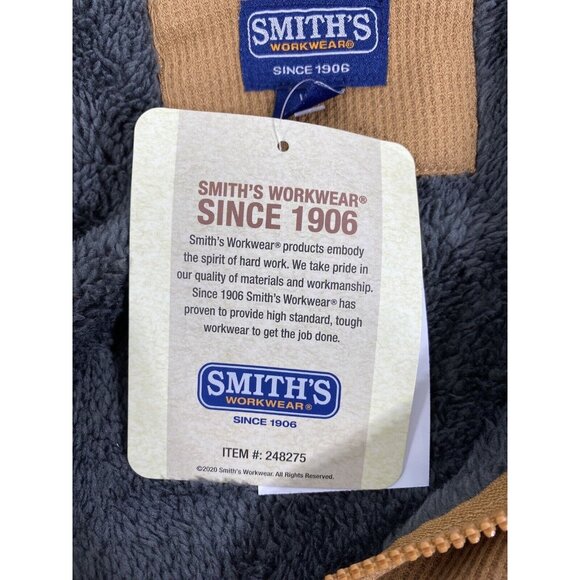 SMITH'S
WORKWEAR®
SINCE 1906
SMITH'S WORKWEAR®
SINCE 1906
Smith's Workwear® products embody
the spirit of hard work. We take pride in
our quality of materials and workmanship.
Since 1906 Smith's Workwear® has
proven to provide high standard, tough
workwear to get the job done.
SMITH'S
WORKWEAR®
SINCE 1906
ITEM #: 248275
©2020 Smith's Workwear. All Rights Reserved.